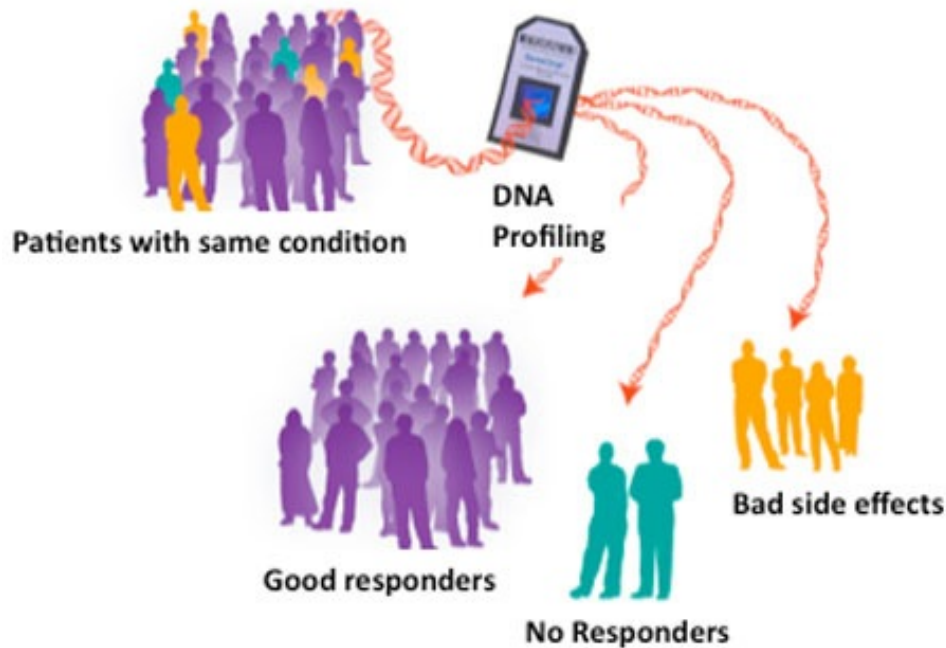 Patients with same condition
DNA
Profiling
Good responders
No Responders
Bad side effects